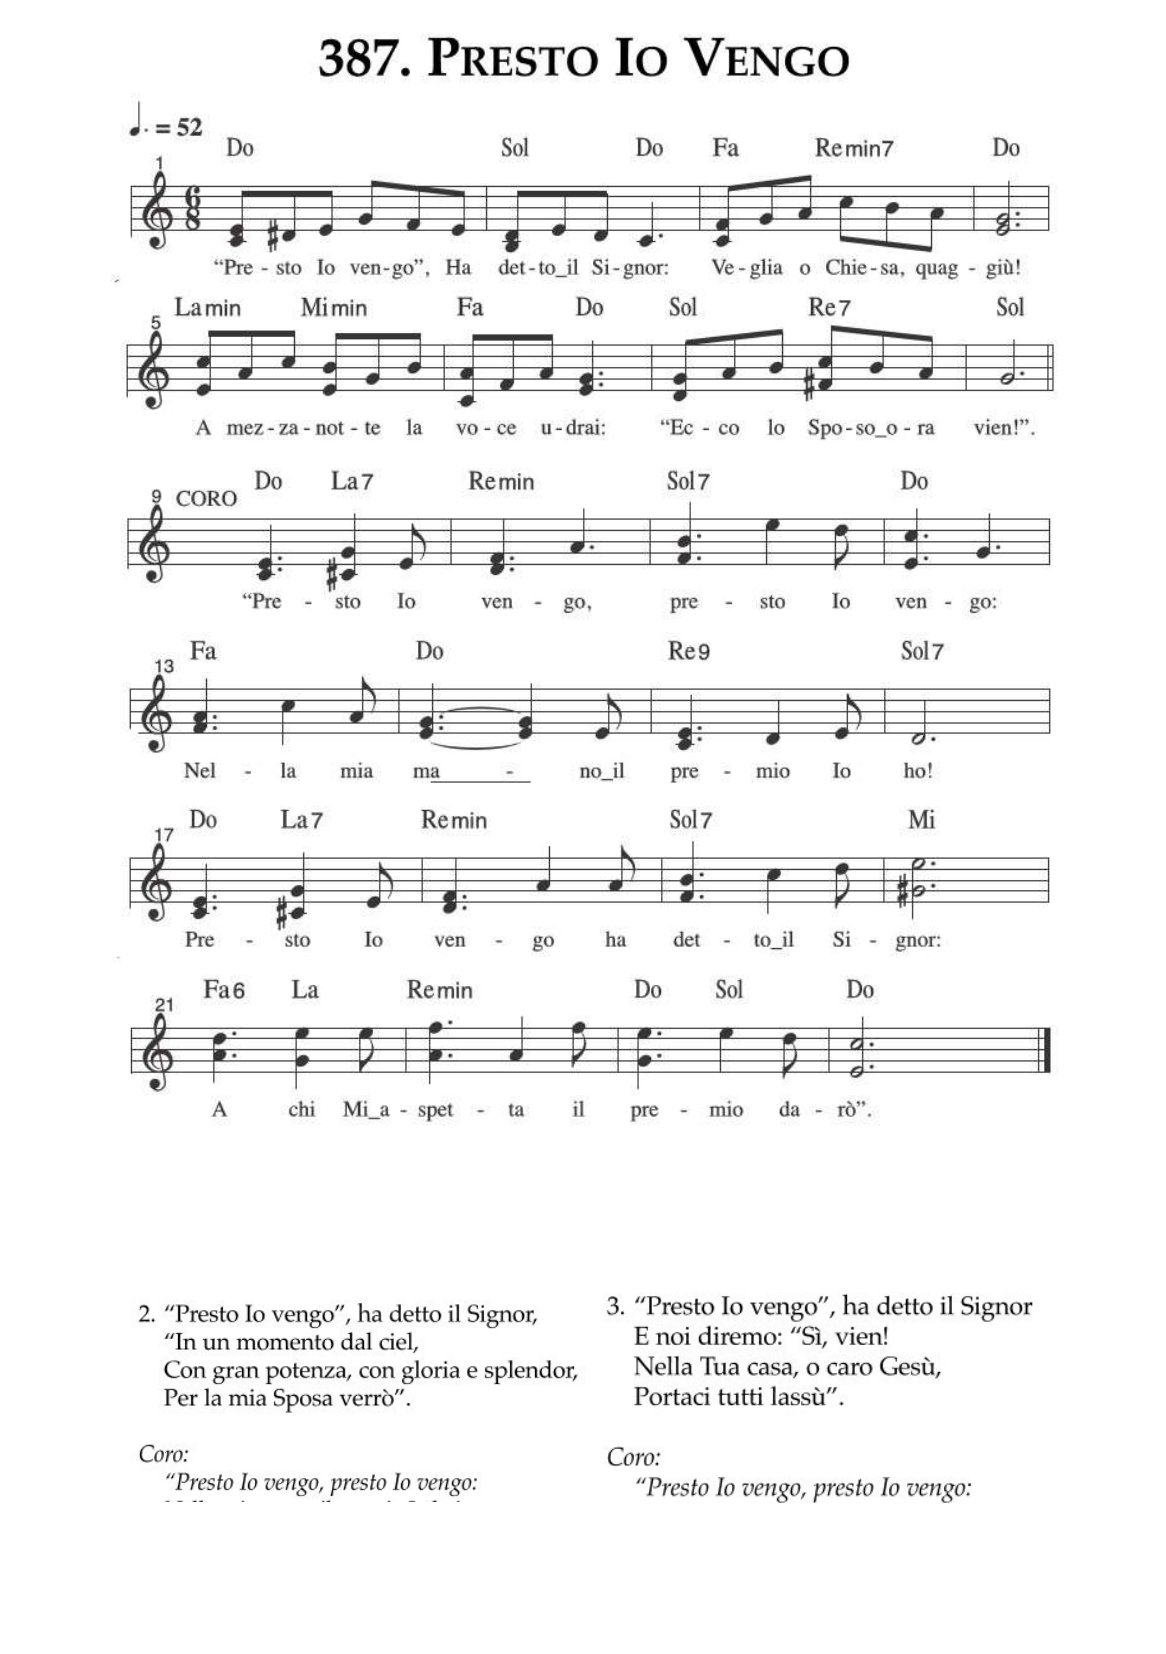 387. Presto Io Vengo
= 52
Do Sol Do Fa Remin7 Do
1
6
8
“Pre - sto Io ven-go”, Ha det-to_il Si-gnor: Ve-glia o Chie-sa, quag - giù!
Lamin Mimin Fa Do Sol Re7 Sol
5
A mez-za-not-te la vo-ce u-drai: “Ec - co lo Spo-so_o-ra vien!”.
Do La7 Remin Sol7 Do
9 CORO
“Pre - sto Io ven - go, pre - sto Io ven - go:
Fa Do Re9 Sol7
13
Nel - la mia ma - no_il pre - mio Io ho!
Do La7 Remin Sol7 Mi
17
Pre - sto Io ven - go ha det - to_il Si - gnor:
Fa6 La Remin Do Sol Do
21
A chi Mi_a - spet - ta il pre - mio da - rò”.
2. “Presto Io vengo”, ha detto il Signor,
“In un momento dal ciel,
Con gran potenza, con gloria e splendor,
Per la mia Sposa verrò”.
Coro:
“Presto Io vengo, presto Io vengo:
3. “Presto Io vengo”, ha detto il Signor
E noi diremo: “Sì, vien!
Nella Tua casa, o caro Gesù,
Portaci tutti lassù”.
Coro:
“Presto Io vengo, presto Io vengo: